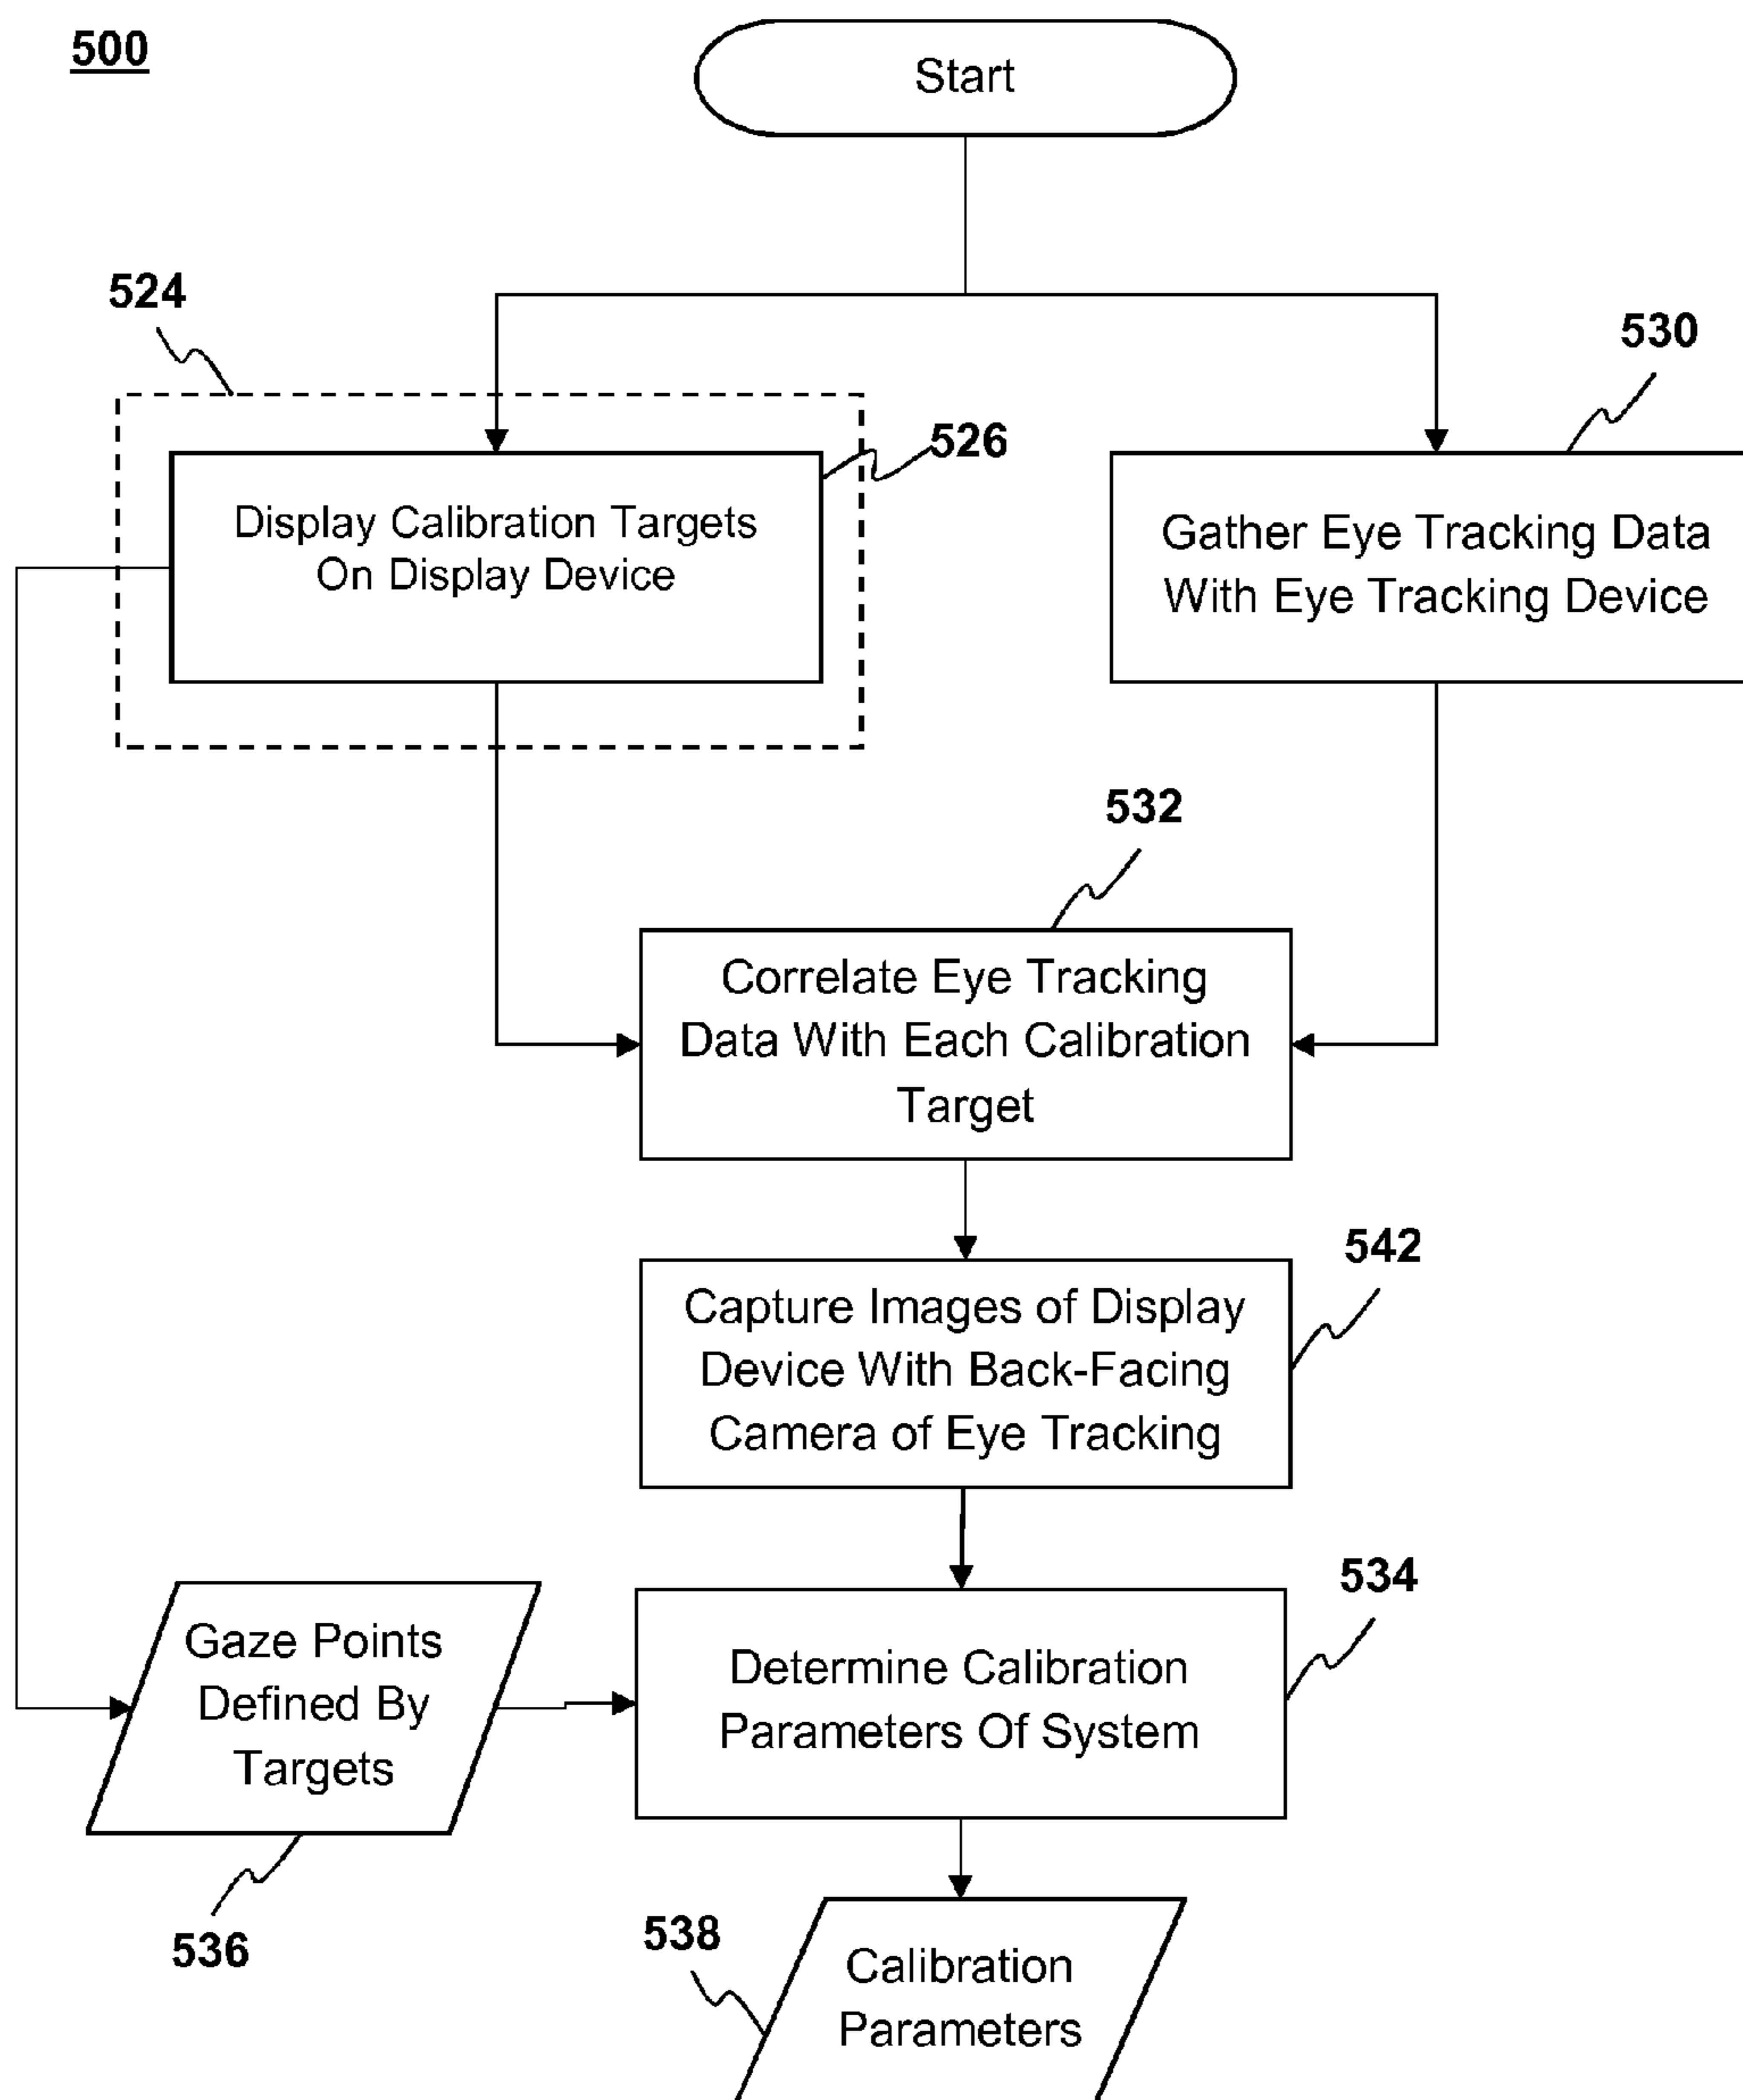 500
Start
524
530
526
Display Calibration Targets
On Display Device
Gather Eye Tracking Data
With Eye Tracking Device
532
Correlate Eye Tracking
Data With Each Calibration
Target
542
Capture Images of Display
Device With Back-Facing
Camera of Eye Tracking
534
Gaze Points
Defined By
Targets
Determine Calibration
Parameters Of System
536
538
Calibration
Parameters